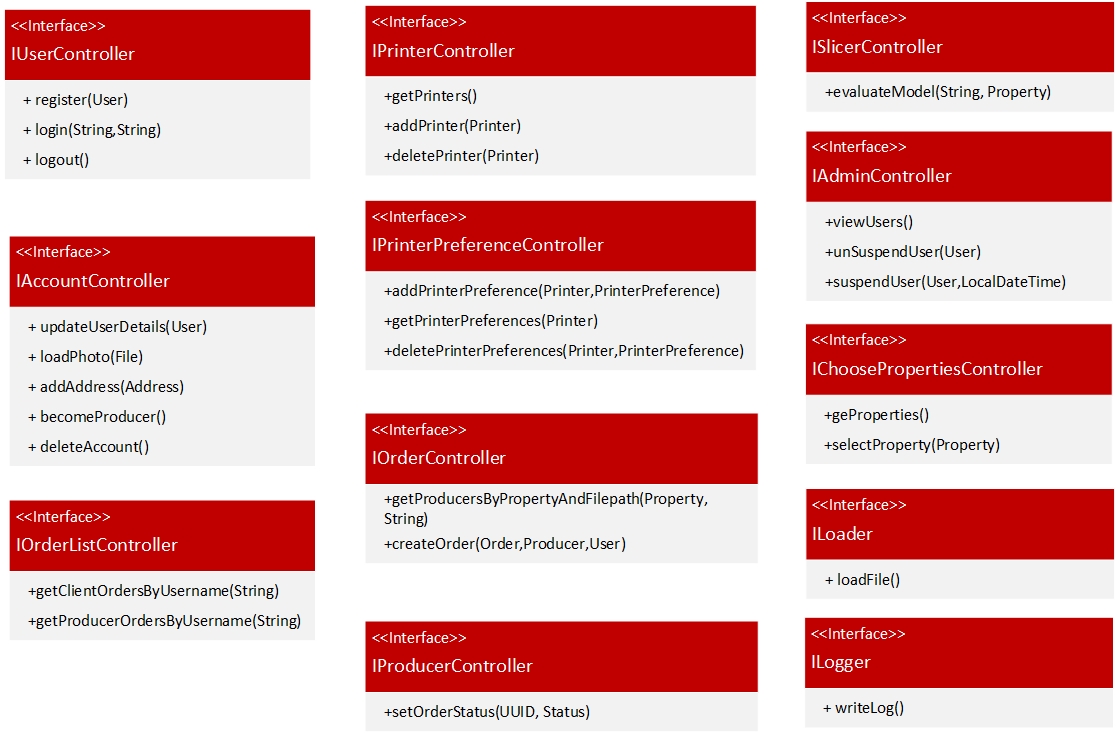 <<Interface>>
IUserController
+ register(User)
+ login(String,String)
+ logout()
<<Interface>>
IAccountController
+ updateUserDetails(User)
+ loadPhoto(File)
+ addAddress(Address)
+ becomeProducer()
+ deleteAccount()
<<Interface>>
IOrderListController
+getClientOrdersByUsername(String)
+getProducerOrdersByUsername(String)
<<Interface>>
IPrinterController
+getPrinters()
+addPrinter(Printer)
+deletePrinter(Printer)
<<Interface>>
IPrinterPreferenceController
+addPrinterPreference(Printer,PrinterPreference)
+getPrinterPreferences(Printer)
+deletePrinterPreferences(Printer,PrinterPreference)
<<Interface>>
IOrderController
+getProducersByPropertyAndFilepath(Property,
String)
+createOrder(Order,Producer,User)
<<Interface>>
IProducerController
+setOrderStatus(UUID, Status)
<<Interface>>
ISlicerController
+evaluateModel(String, Property)
<<Interface>>
IAdminController
+viewUsers()
+unSuspendUser(User)
+suspendUser(User,LocalDateTime)
<<Interface>>
IChoosePropertiesController
+geProperties()
+selectProperty(Property)
<<Interface>>
ILoader
+ loadFile()
<<Interface>>
ILogger
+ writeLog()